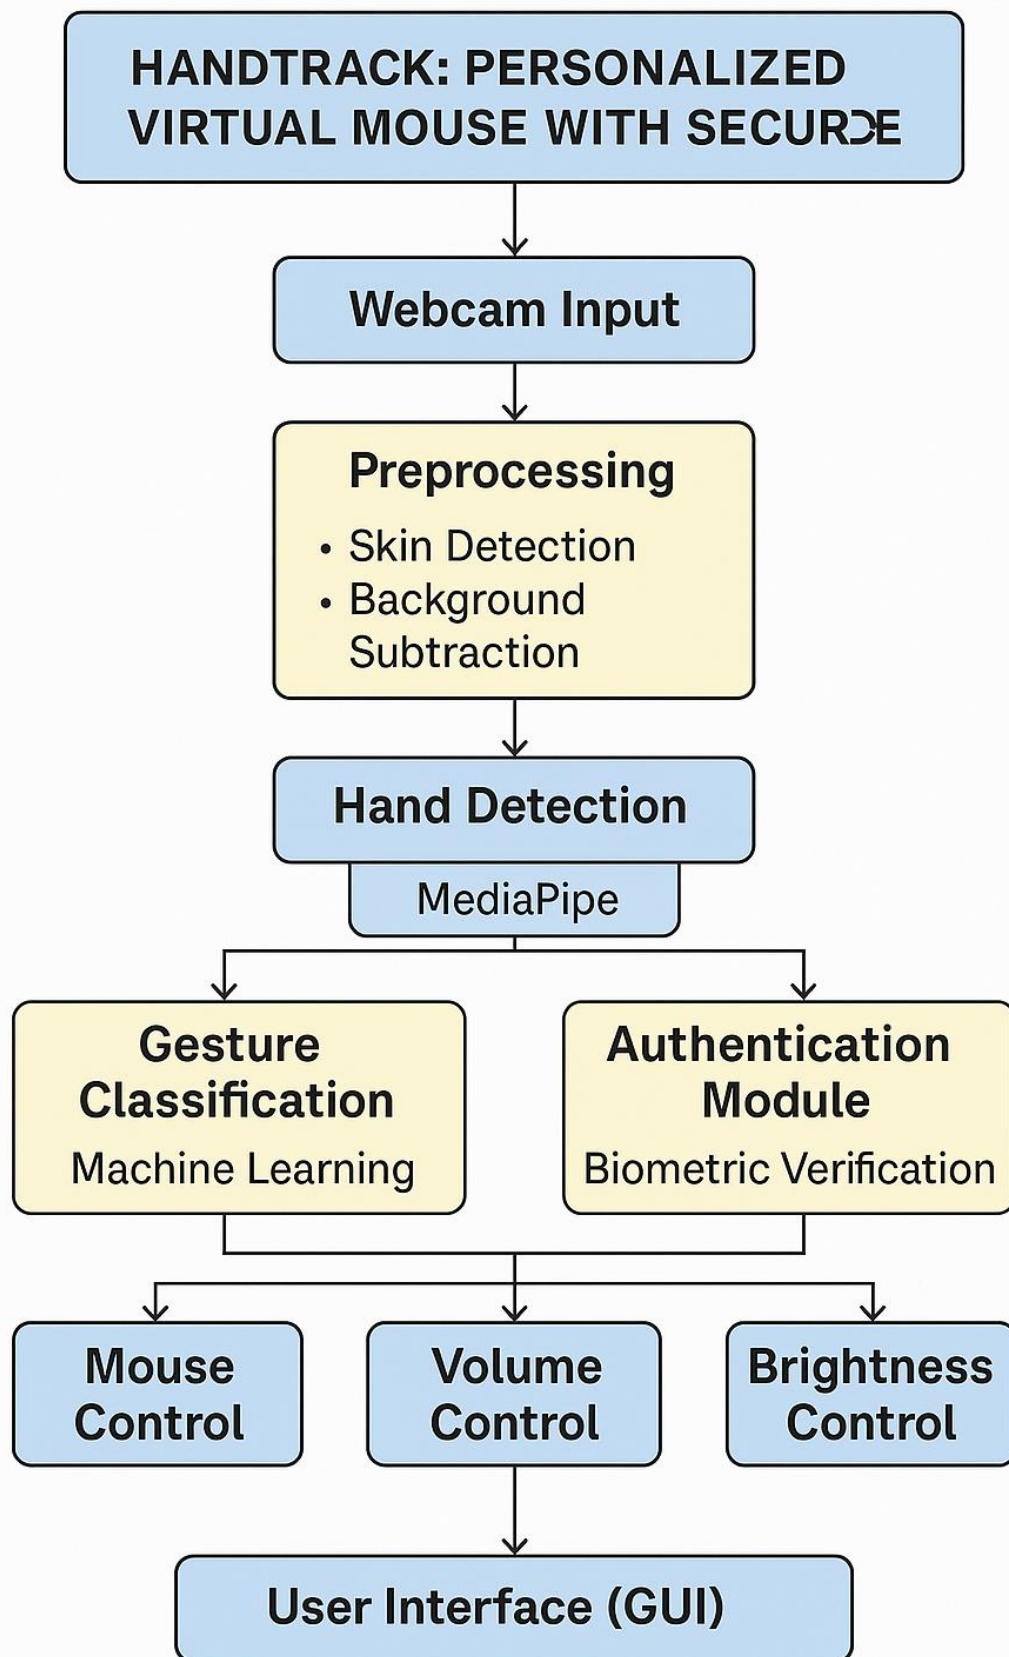 HANDTRACK: PERSONALIZED
VIRTUAL MOUSE WITH
Webcam Input
Preprocessing
• Skin Detection
• Background
Subtraction
Hand Detection
MediaPipe
Gesture
Classification
Machine Learning
Authentication
Module
Biometric Verification
Mouse
Control
Volume
Control
Brightness
Control
User Interface (GUI)